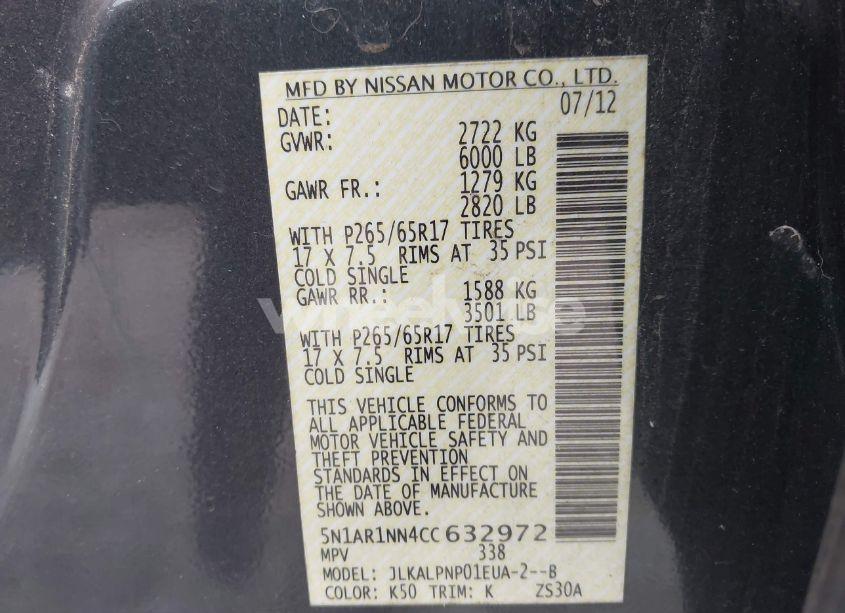 MFD BY NISSAN MOTOR CO., LTD.
DATE: 07/12
GVWR: 2722 KG
6000 LB
GAWR FR.: 1279 KG
2820 LB
WITH P265/65R17 TIRES
17 X 7.5 RIMS AT 35 PSI
COLD SINGLE
GAWR RR.: 1588 KG
3501 LB
WITH P265/65R17 TIRES
17 X 7.5 RIMS AT 35 PSI
COLD SINGLE
THIS VEHICLE CONFORMS TO
ALL APPLICABLE FEDERAL
MOTOR VEHICLE SAFETY AND
THEFT PREVENTION
STANDARDS IN EFFECT ON
THE DATE OF MANUFACTURE
SHOWN ABOVE.
5N1AR1NN4CC632972
MPV 338
MODEL: JLKALPNP01EUA-2--B
COLOR: K50 TRIM: K ZS30A